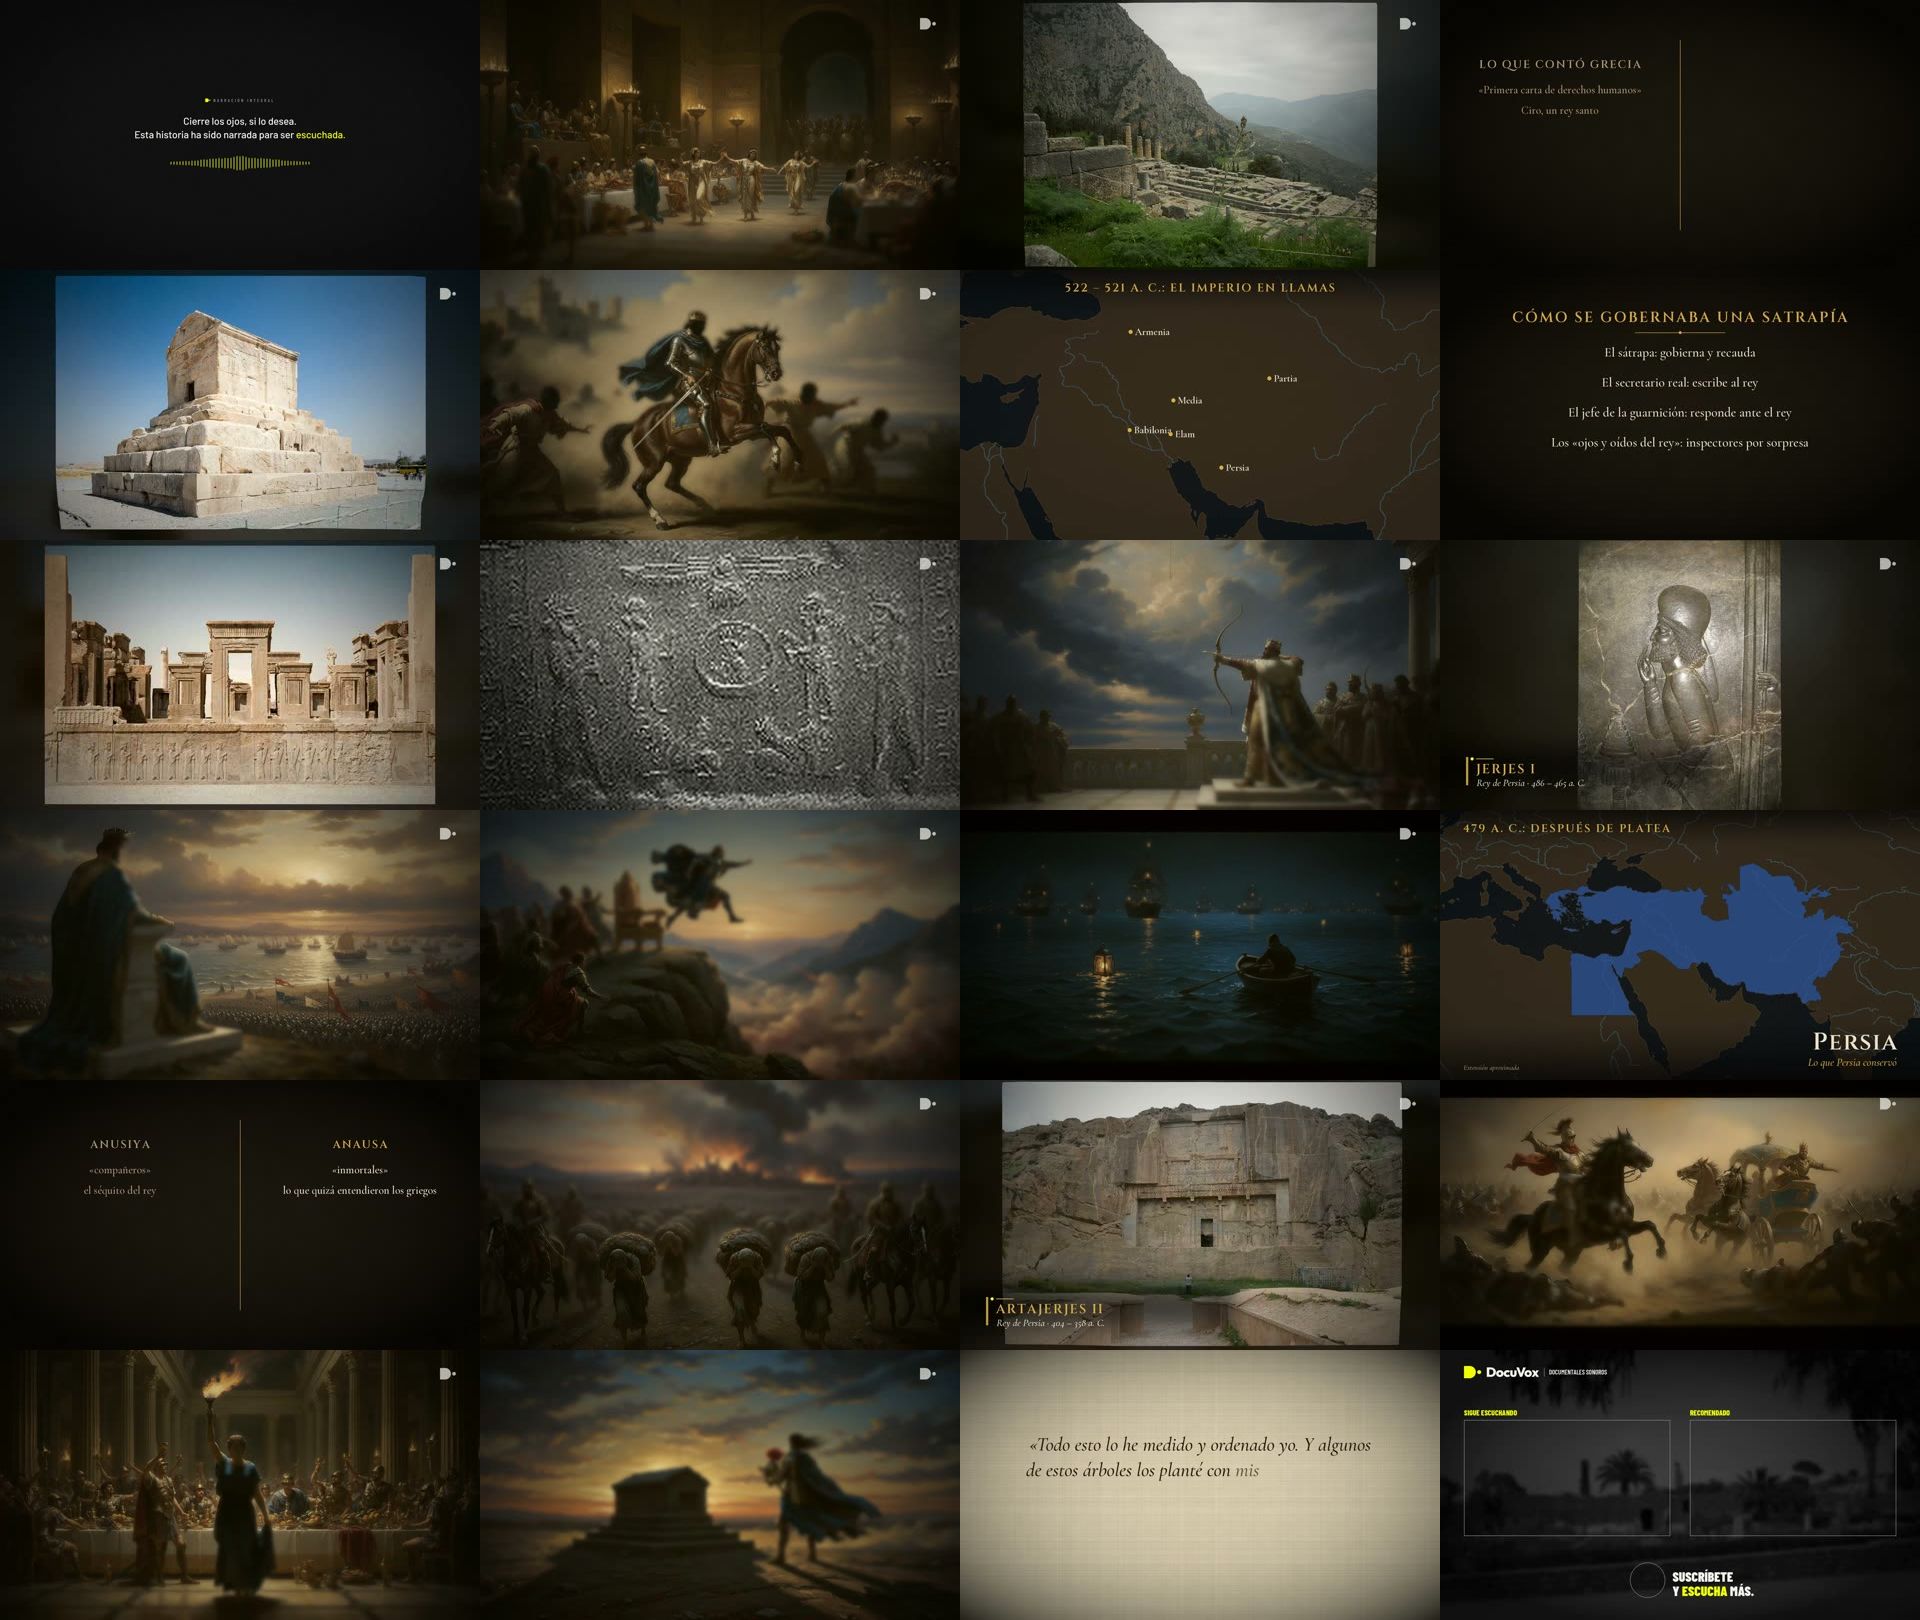 NARRACIÓN INTEGRAL
Cierre los ojos, si lo desea.
Esta historia ha sido narrada para ser escuchada.
LO QUE CONTÓ GRECIA
«Primera carta de derechos humanos»
Ciro, un rey santo
522 – 521 A. C.: EL IMPERIO EN LLAMAS
Armenia
Partia
Media
Babilonia
Elam
Persia
CÓMO SE GOBERNABA UNA SATRAPÍA
El sátrapa: gobierna y recauda
El secretario real: escribe al rey
El jefe de la guarnición: responde ante el rey
Los «ojos y oídos del rey»: inspectores por sorpresa
JERJES I
Rey de Persia · 486 – 465 a. C.
479 A. C.: DESPUÉS DE PLATEA
PERSIA
Lo que Persia conservó
Extensión aproximada
ANUSIYA
«compañeros»
el séquito del rey
ANAUSA
«inmortales»
lo que quizá entendieron los griegos
ARTAJERJES II
Rey de Persia · 404 – 358 a. C.
«Todo esto lo he medido y ordenado yo. Y algunos
de estos árboles los planté con mis
DocuVox
DOCUMENTALES SONOROS
SIGUE ESCUCHANDO
RECOMENDADO
SUSCRÍBETE
Y ESCUCHA MÁS.